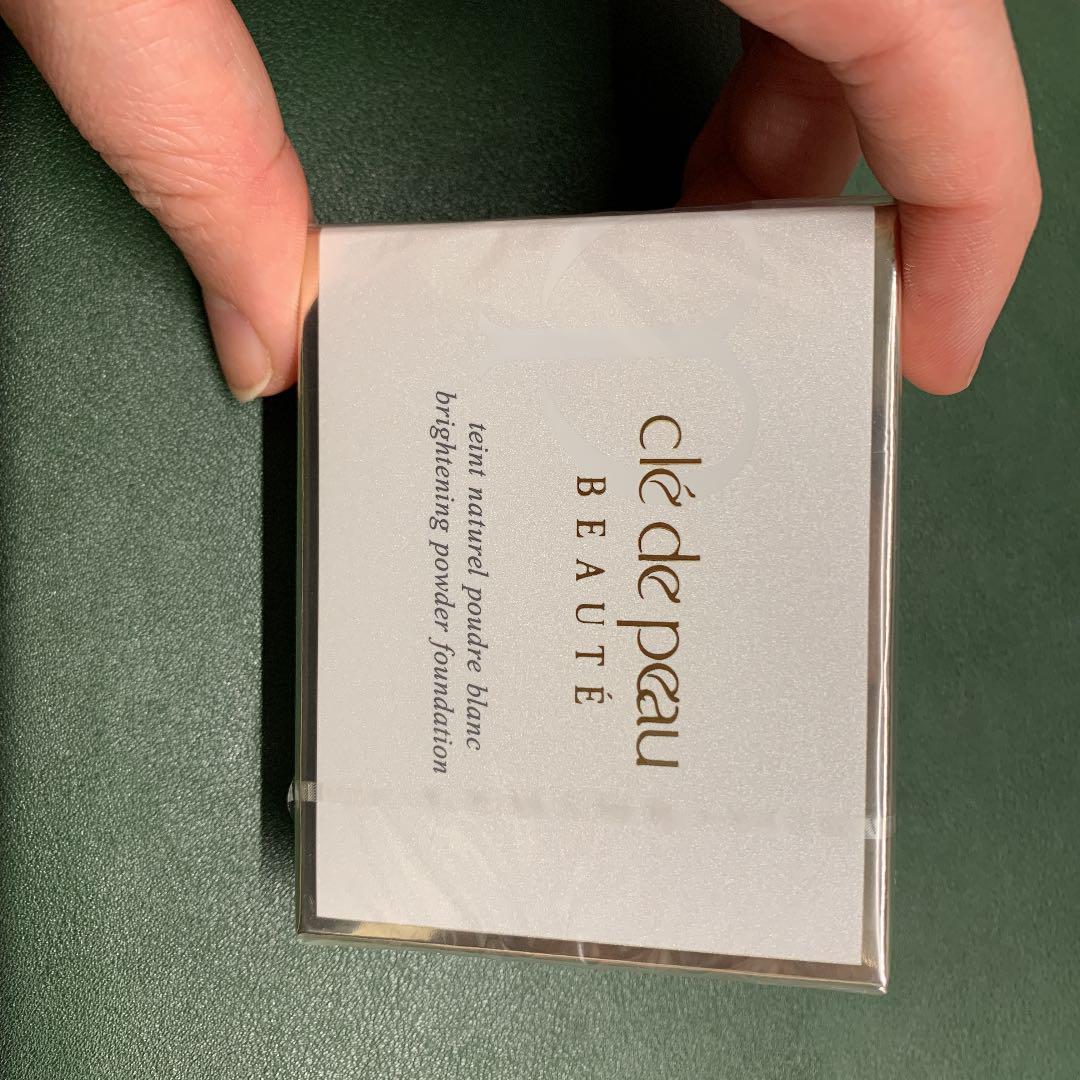 clé de peau
BEAUTÉ
teint naturel poudre blanc
brightening powder foundation